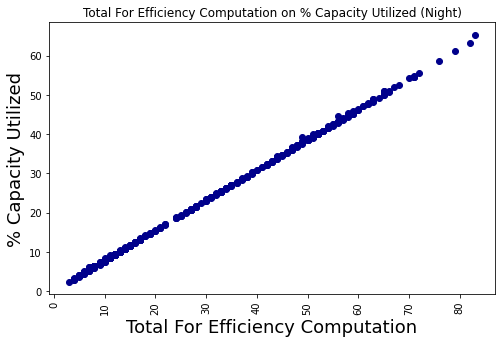 Total For Efficiency Computation on % Capacity Utilized (Night)
% Capacity Utilized
60
50
40
30
20
10
0
0 10 20 30 40 50 60 70 80
Total For Efficiency Computation